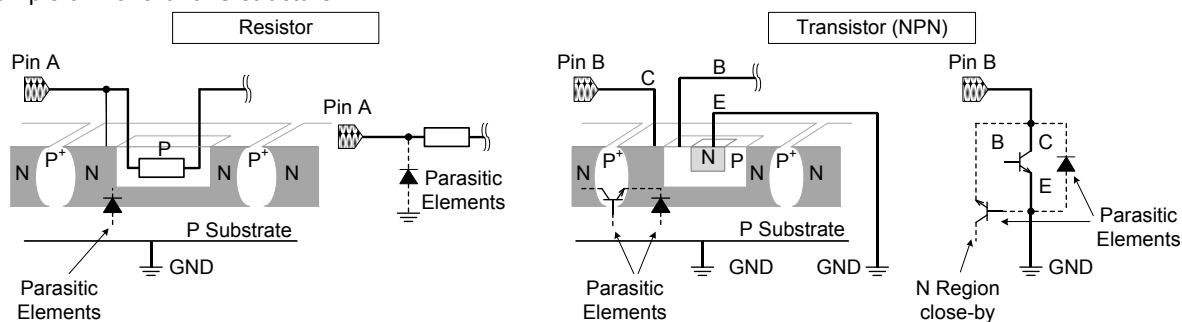 Resistor
Transistor (NPN)
Pin A
Pin A
P
N
P+
N
N
P+
N
Parasitic
Elements
P Substrate
GND
Parasitic
Elements
Pin B
C
B
E
N
P+
N
N
P
P+
N
N
P Substrate
GND
GND
Parasitic
Elements
Pin B
B
C
E
Parasitic
Elements
GND
N Region
close-by